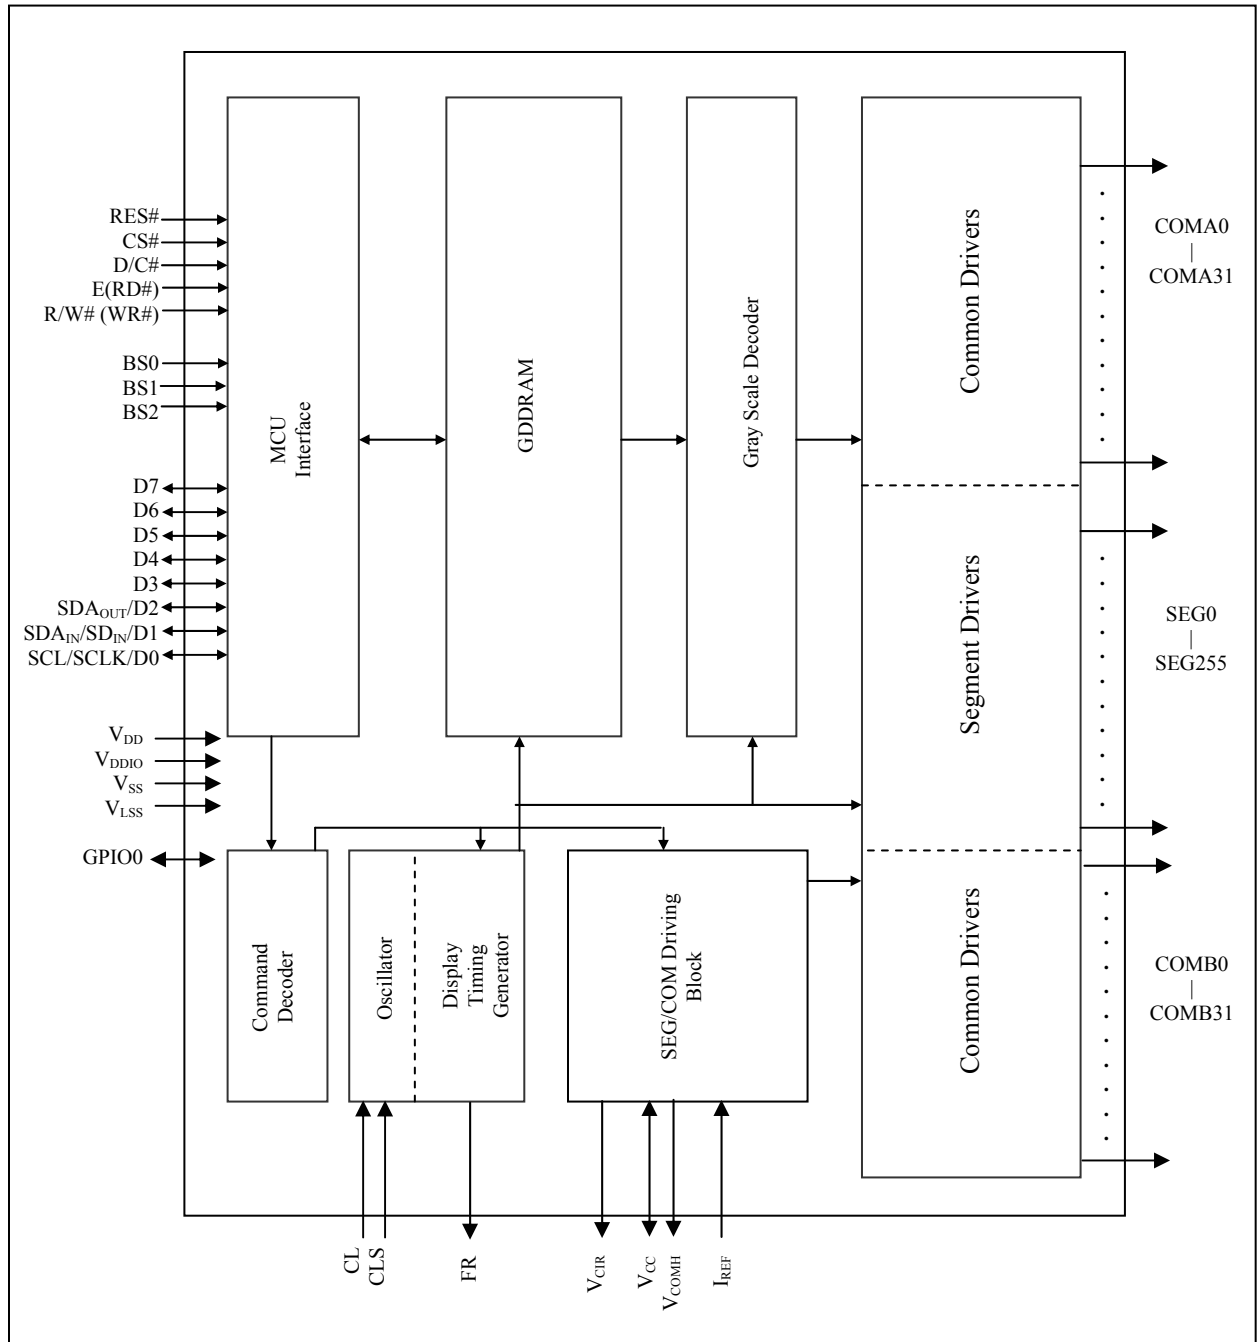 RES#
CS#
D/C#
E(RD#)
R/W# (WR#)
BS0
BS1
BS2
D7
D6
D5
D4
D3
SDAOUT/D2
SDAIN/SDIN/D1
SCL/SCLK/D0
VDD
VDDIO
VSS
VLSS
GPIO0
MCU
Interface
GDDRAM
Gray Scale Decoder
Common Drivers
Segment Drivers
Common Drivers
COMA0
|
COMA31
SEG0
|
SEG255
COMB0
|
COMB31
Command
Decoder
Oscillator
Display
Timing
Generator
SEG/COM Driving
Block
CL
CLS
FR
VCIR
VCC
VCOMH
IREF